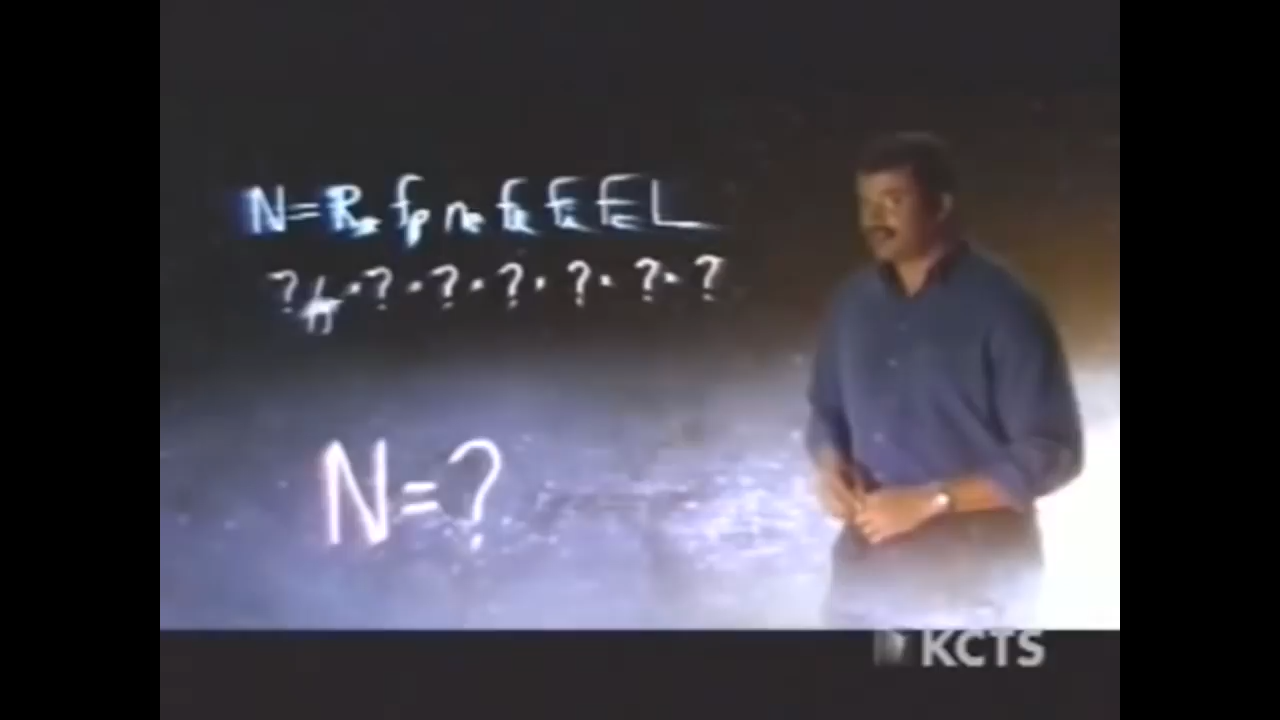 N=R* fp ne fl fi fc L
? · ? · ? · ? · ? · ? · ?
N=?
KCTS